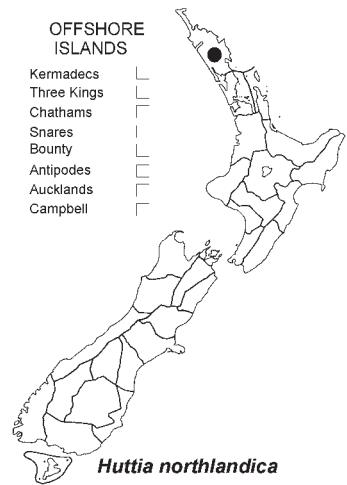 OFFSHORE
ISLANDS
Kermadecs
Three Kings
Chathams
Snares
Bounty
Antipodes
Aucklands
Campbell
Huttia northlandica